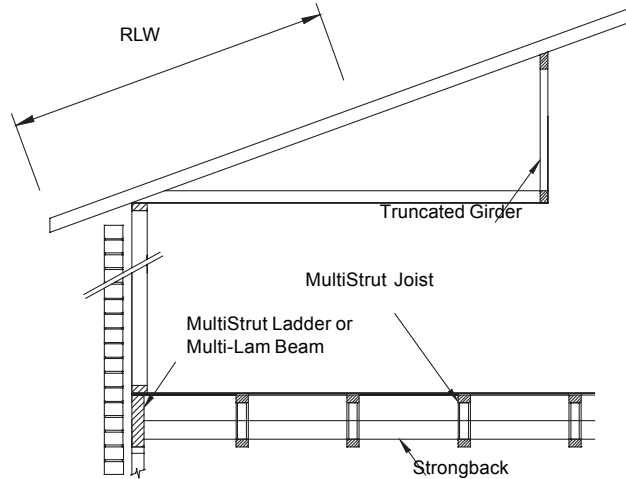 RLW
Truncated Girder
MultiStrut Joist
MultiStrut Ladder or
Multi-Lam Beam
Strongback